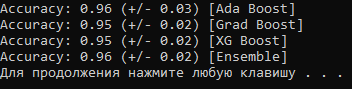 Accuracy: 0.96 (+/- 0.03) [Ada Boost]
Accuracy: 0.95 (+/- 0.02) [Grad Boost]
Accuracy: 0.95 (+/- 0.02) [XG Boost]
Accuracy: 0.96 (+/- 0.02) [Ensemble]
Для продолжения нажмите любую клавишу . . .